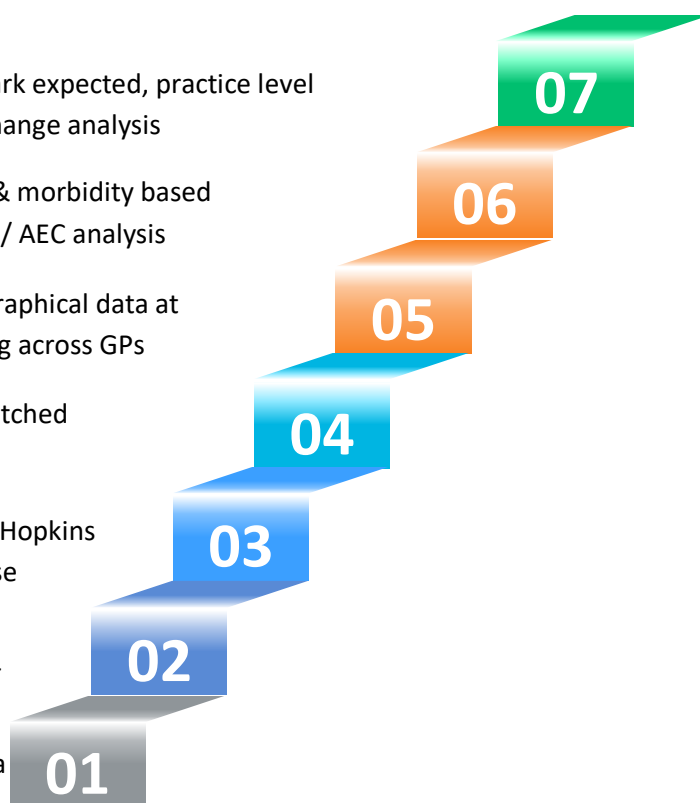 07
ark expected, practice level
hange analysis
06
& morbidity based
/ AEC analysis
05
raphical data at
g across GPs
04
tched
03
Hopkins
se
02
01
a